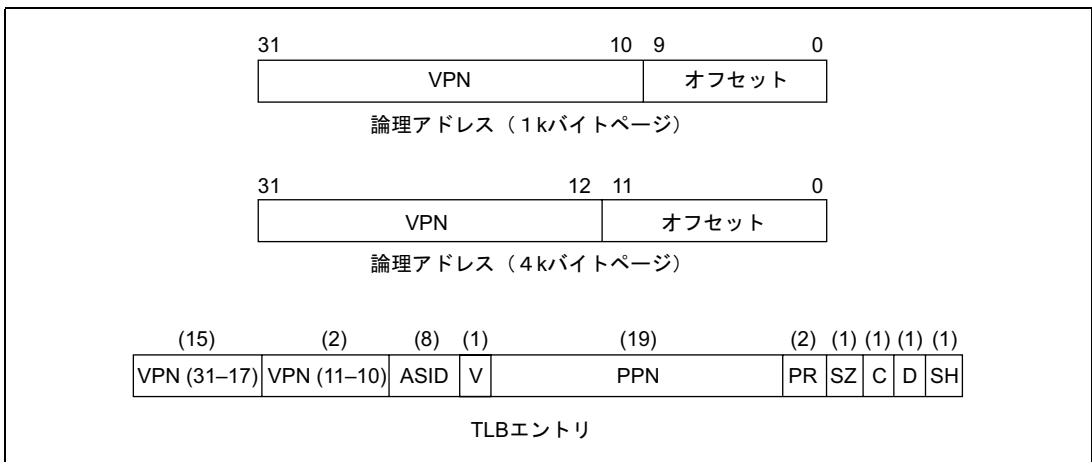 31 10 9 0
VPN オフセット
論理アドレス（1kバイトページ）
31 12 11 0
VPN オフセット
論理アドレス（4kバイトページ）
(15) (2) (8) (1) (19) (2) (1) (1) (1) (1)
VPN (31–17) VPN (11–10) ASID V PPN PR SZ C D SH
TLBエントリ